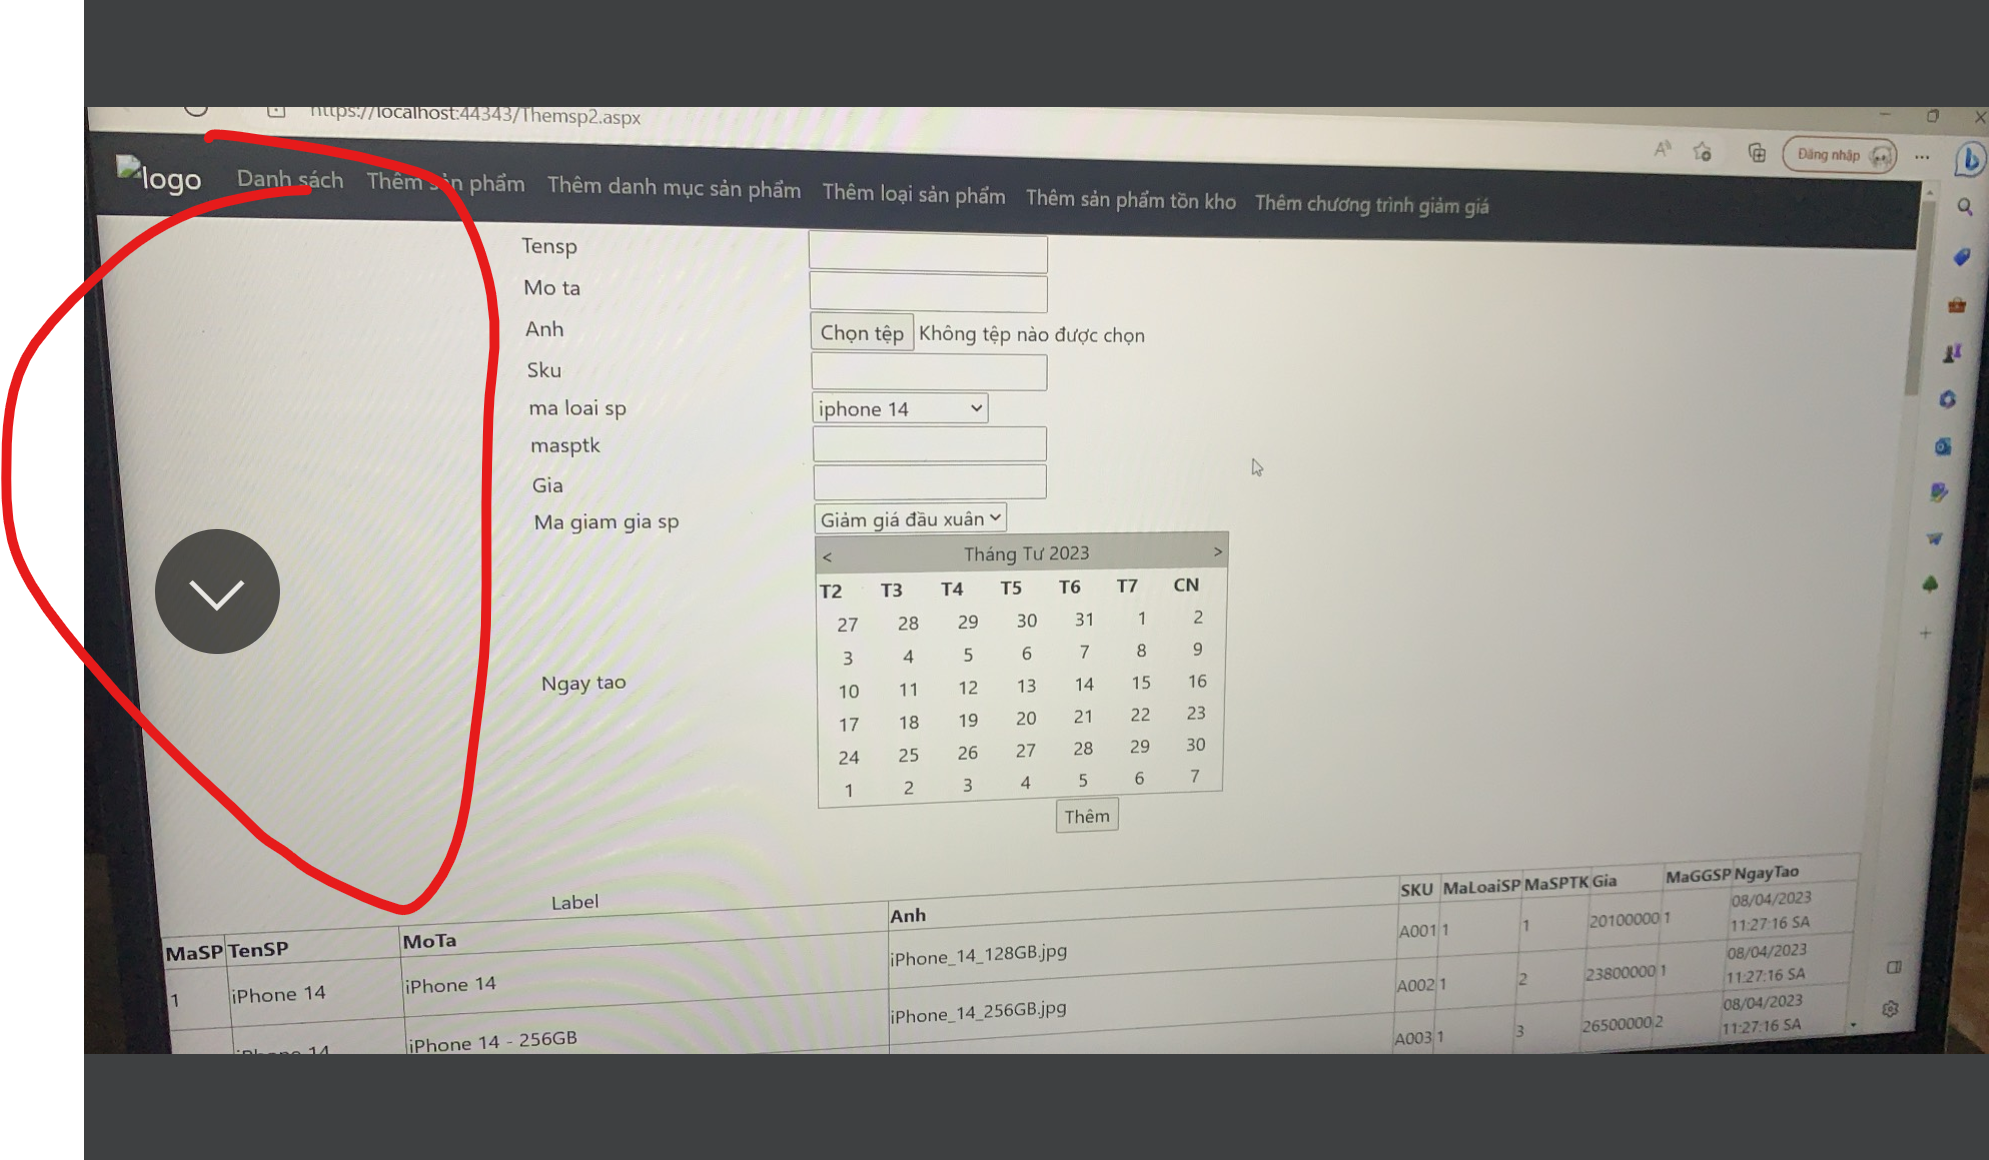 https://localhost:44343/Themsp2.aspx
Đăng nhập
logo Danh sách Thêm sản phẩm Thêm danh mục sản phẩm Thêm loại sản phẩm Thêm sản phẩm tồn kho Thêm chương trình giảm giá
Tensp
Mo ta
Anh Chọn tệp Không tệp nào được chọn
Sku
ma loai sp iphone 14
masptk
Gia
Ma giam gia sp Giảm giá đầu xuân
< Tháng Tư 2023 >
T2 T3 T4 T5 T6 T7 CN
27 28 29 30 31 1 2
3 4 5 6 7 8 9
10 11 12 13 14 15 16
Ngay tao
17 18 19 20 21 22 23
24 25 26 27 28 29 30
1 2 3 4 5 6 7
Thêm
Label
MaSP TenSP MoTa Anh SKU MaLoaiSP MaSPTK Gia MaGGSP NgayTao
1 iPhone 14 iPhone 14 iPhone_14_128GB.jpg A001 1 1 20100000 1 08/04/2023
11:27:16 SA
iPhone 14 iPhone 14 - 256GB iPhone_14_256GB.jpg A002 1 2 23800000 1 08/04/2023
11:27:16 SA
A003 1 3 26500000 2 08/04/2023
11:27:16 SA